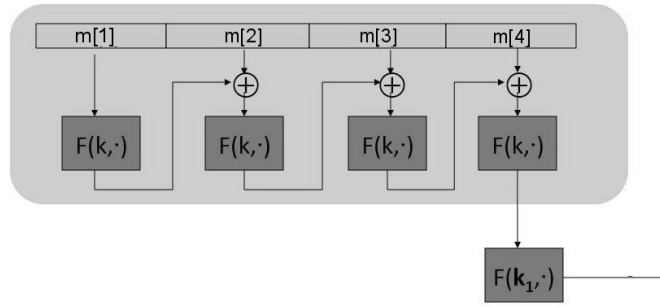 m[1] m[2] m[3] m[4]
F(k,·) F(k,·) F(k,·) F(k,·)
F(k₁,·)